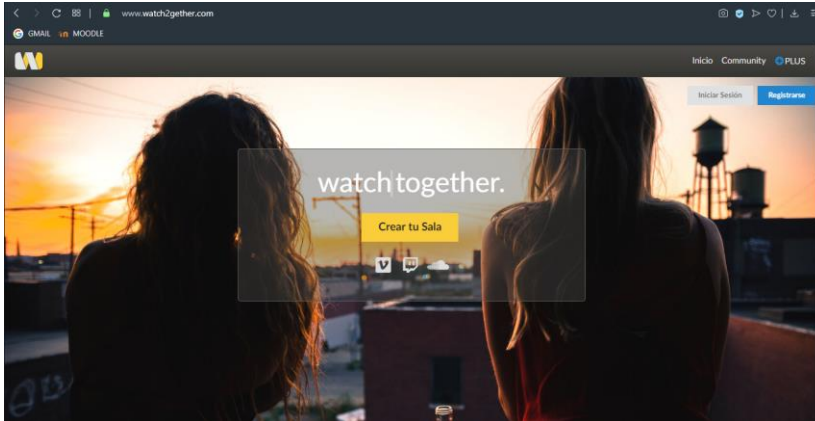 www.watch2gether.com
GMAIL
MOODLE
Inicio Community PLUS
Iniciar Sesión Registrarse
watch together.
Crear tu Sala